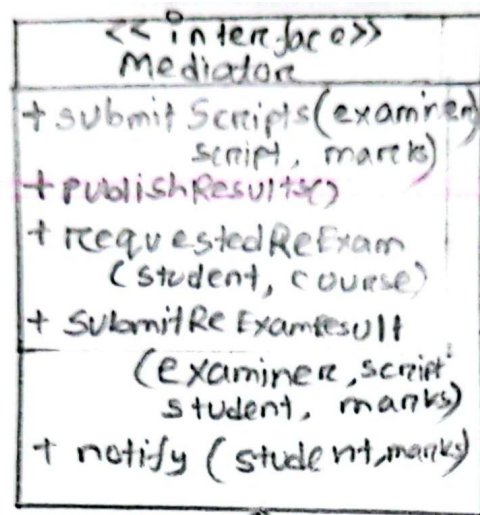 <<interface>>
Mediator
+ submitScripts(examiner,
script, marks)
+ publishResults()
+ requestedReExam
(student, course)
+ submitReExamResult
(examiner, script
student, marks)
+ notify (student, marks)